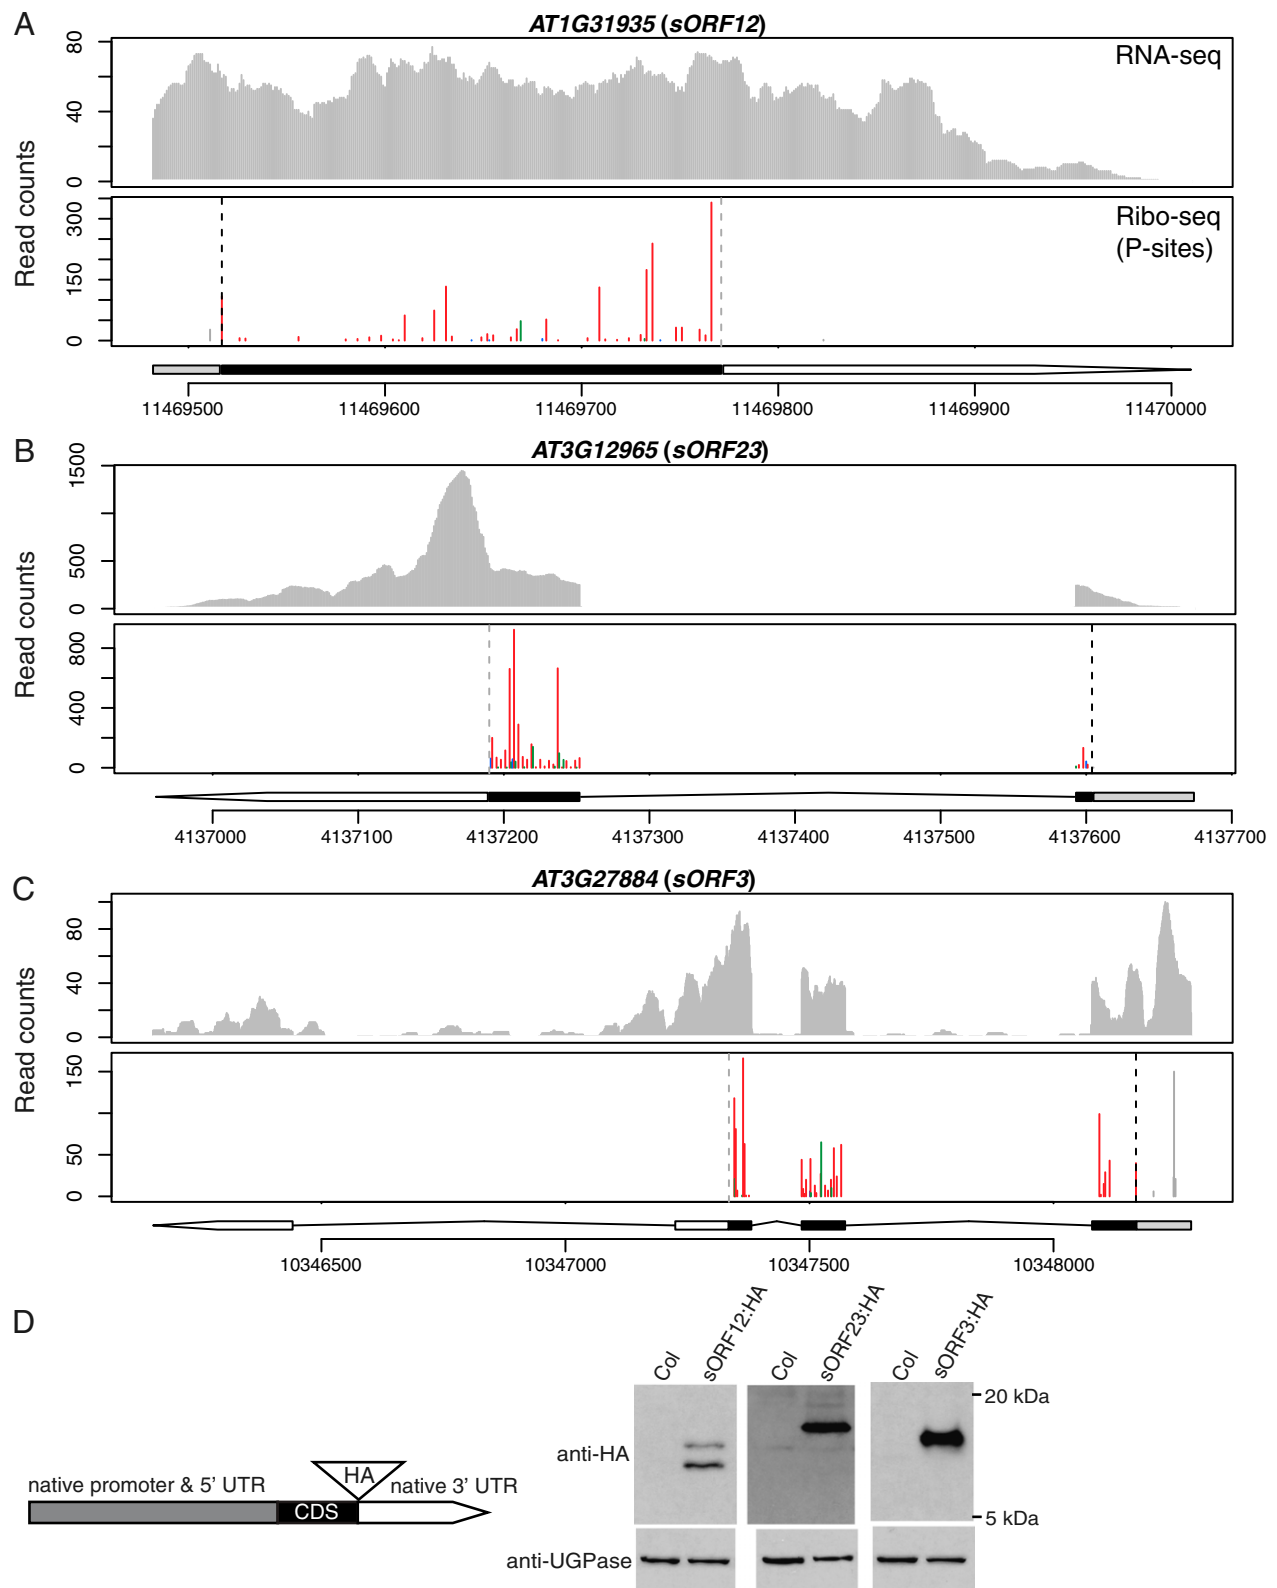 A
AT1G31935 (sORF12)
RNA-seq
80
40
0
Read counts
Ribo-seq
(P-sites)
300
150
0
11469500 11469600 11469700 11469800 11469900 11470000
B
AT3G12965 (sORF23)
1500
500
0
Read counts
800
400
0
4137000 4137100 4137200 4137300 4137400 4137500 4137600 4137700
C
AT3G27884 (sORF3)
80
40
0
Read counts
150
50
0
10346500 10347000 10347500 10348000
D
Col sORF12:HA Col sORF23:HA Col sORF3:HA
20 kDa
anti-HA
5 kDa
anti-UGPase
HA
native promoter & 5' UTR native 3' UTR
CDS